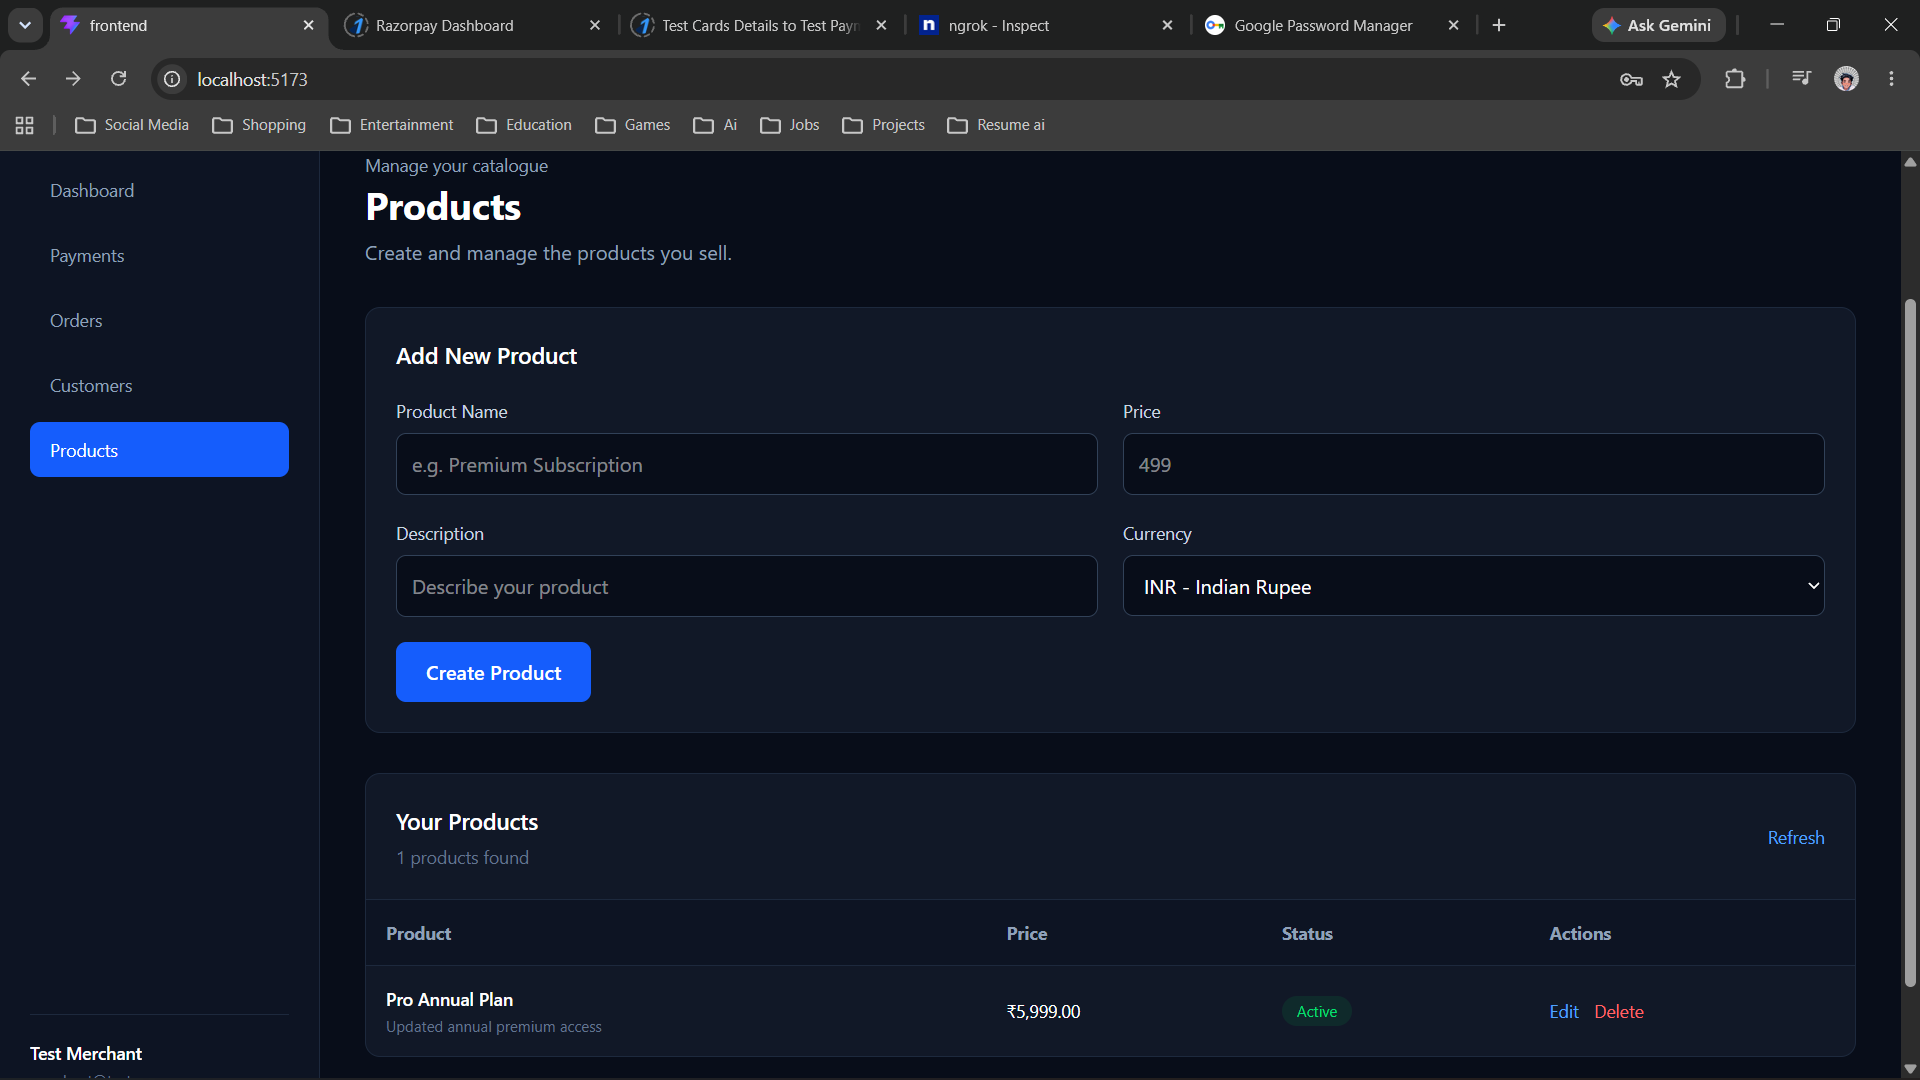 frontend
Razorpay Dashboard
Test Cards Details to Test Payn
ngrok - Inspect
Google Password Manager
Ask Gemini
localhost:5173
Social Media
Shopping
Entertainment
Education
Games
Ai
Jobs
Projects
Resume ai
Dashboard
Payments
Orders
Customers
Products
Test Merchant
Manage your catalogue
Products
Create and manage the products you sell.
Add New Product
Product Name
Price
e.g. Premium Subscription
499
Description
Currency
Describe your product
INR - Indian Rupee
Create Product
Your Products
1 products found
Refresh
Product
Price
Status
Actions
Pro Annual Plan
Updated annual premium access
₹5,999.00
Active
Edit
Delete